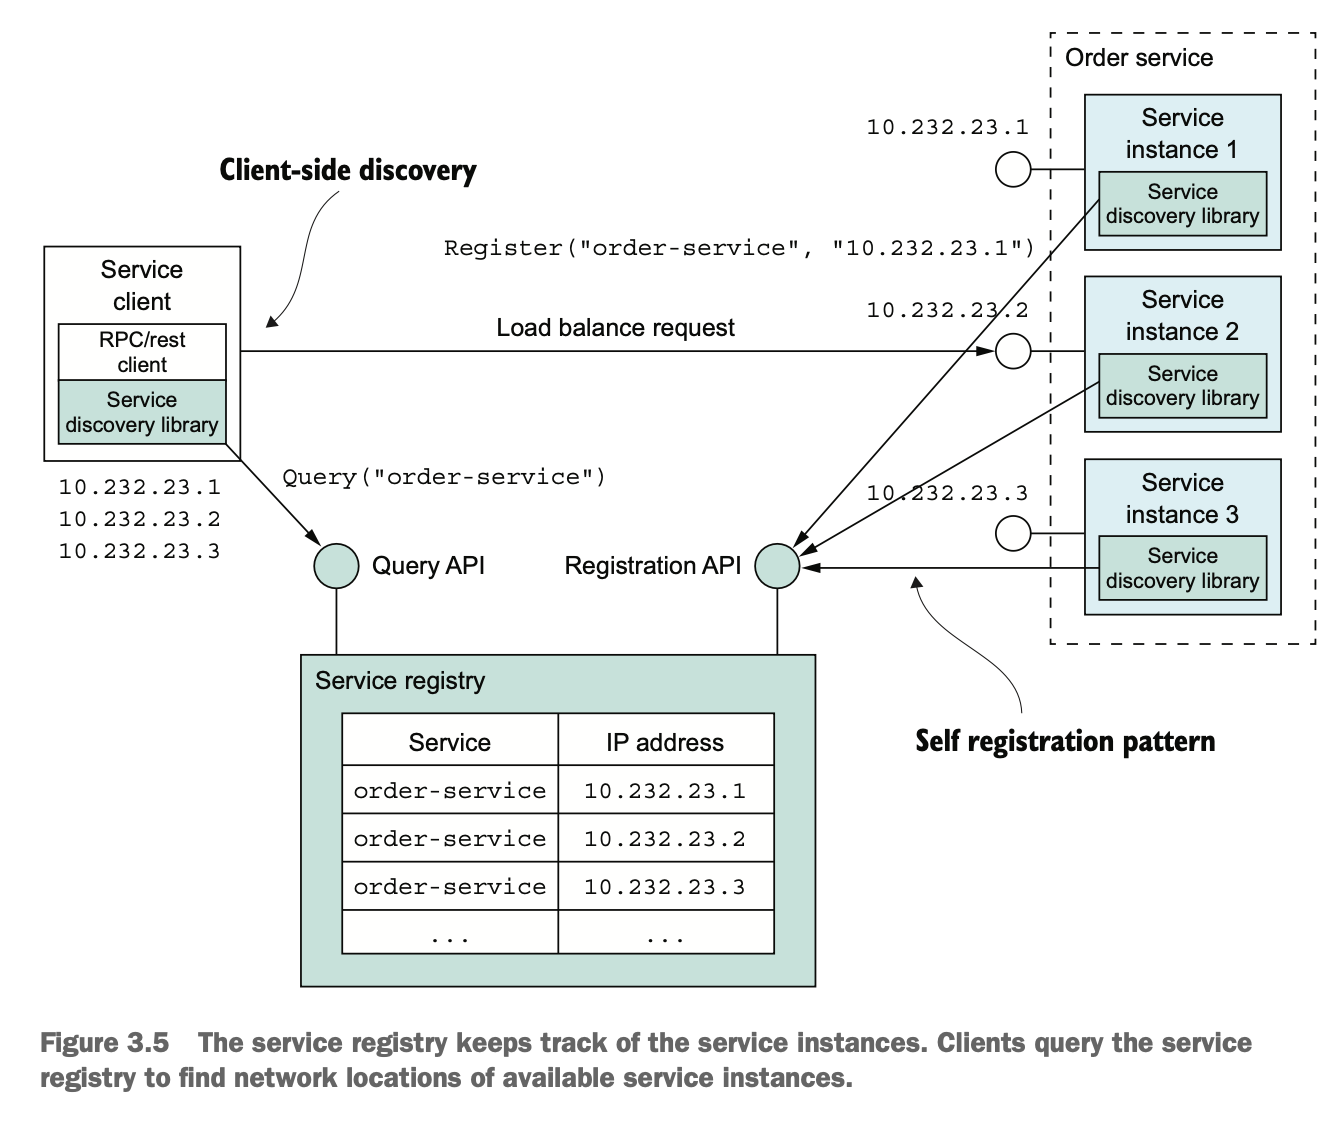 Order service
10.232.23.1
Service
instance 1
Service
discovery library
Client-side discovery
Register("order-service", "10.232.23.1")
Service
client
RPC/rest
client
Service
discovery library
10.232.23.1
10.232.23.2
10.232.23.3
Load balance request
10.232.23.2
Service
instance 2
Service
discovery library
Query("order-service")
10.232.23.3
Service
instance 3
Service
discovery library
Query API
Registration API
Self registration pattern
Service registry
Service IP address
order-service 10.232.23.1
order-service 10.232.23.2
order-service 10.232.23.3
... ...
Figure 3.5 The service registry keeps track of the service instances. Clients query the service
registry to find network locations of available service instances.